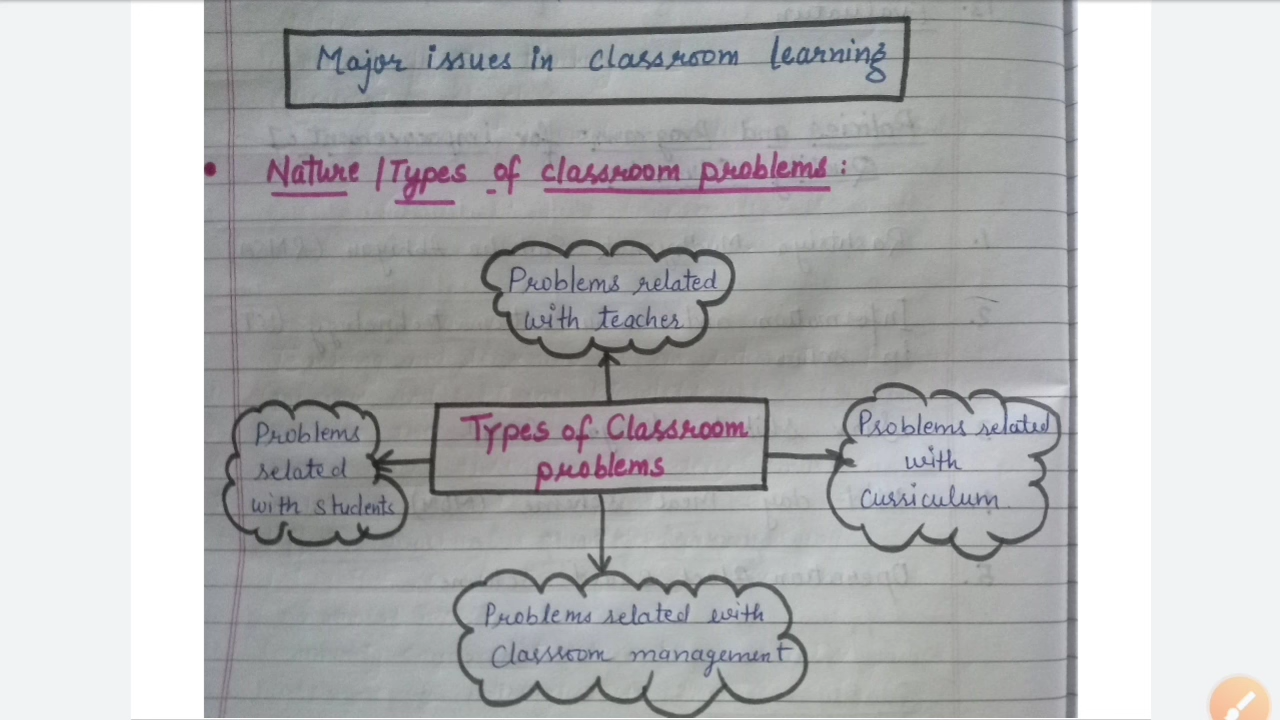 Major issues in classroom learning
• Nature / Types of classroom problems:
Problems related
with teacher
Types of Classroom
problems
Problems
related
with students
Problems related
with
curriculum
Problems related with
Classroom management